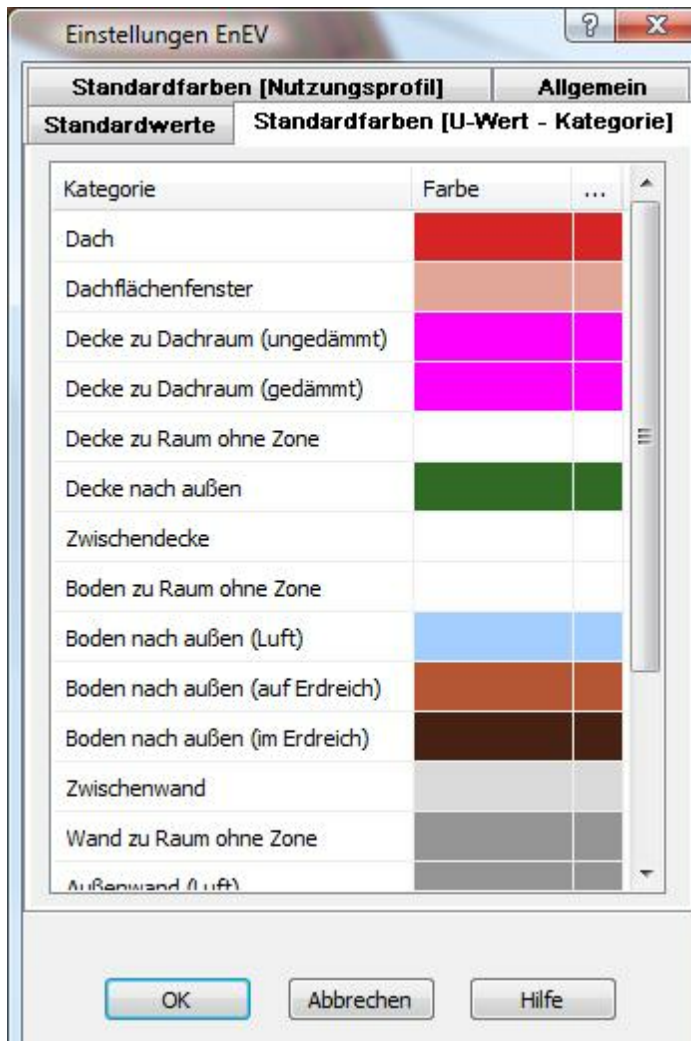 Einstellungen EnEV
Standardfarben [Nutzungsprofil] Allgemein
Standardwerte Standardfarben [U-Wert - Kategorie]
Kategorie Farbe ...
Dach
Dachflächenfenster
Decke zu Dachraum (ungedämmt)
Decke zu Dachraum (gedämmt)
Decke zu Raum ohne Zone
Decke nach außen
Zwischendecke
Boden zu Raum ohne Zone
Boden nach außen (Luft)
Boden nach außen (auf Erdreich)
Boden nach außen (im Erdreich)
Zwischenwand
Wand zu Raum ohne Zone
Außenwand (Luft)
OK Abbrechen Hilfe